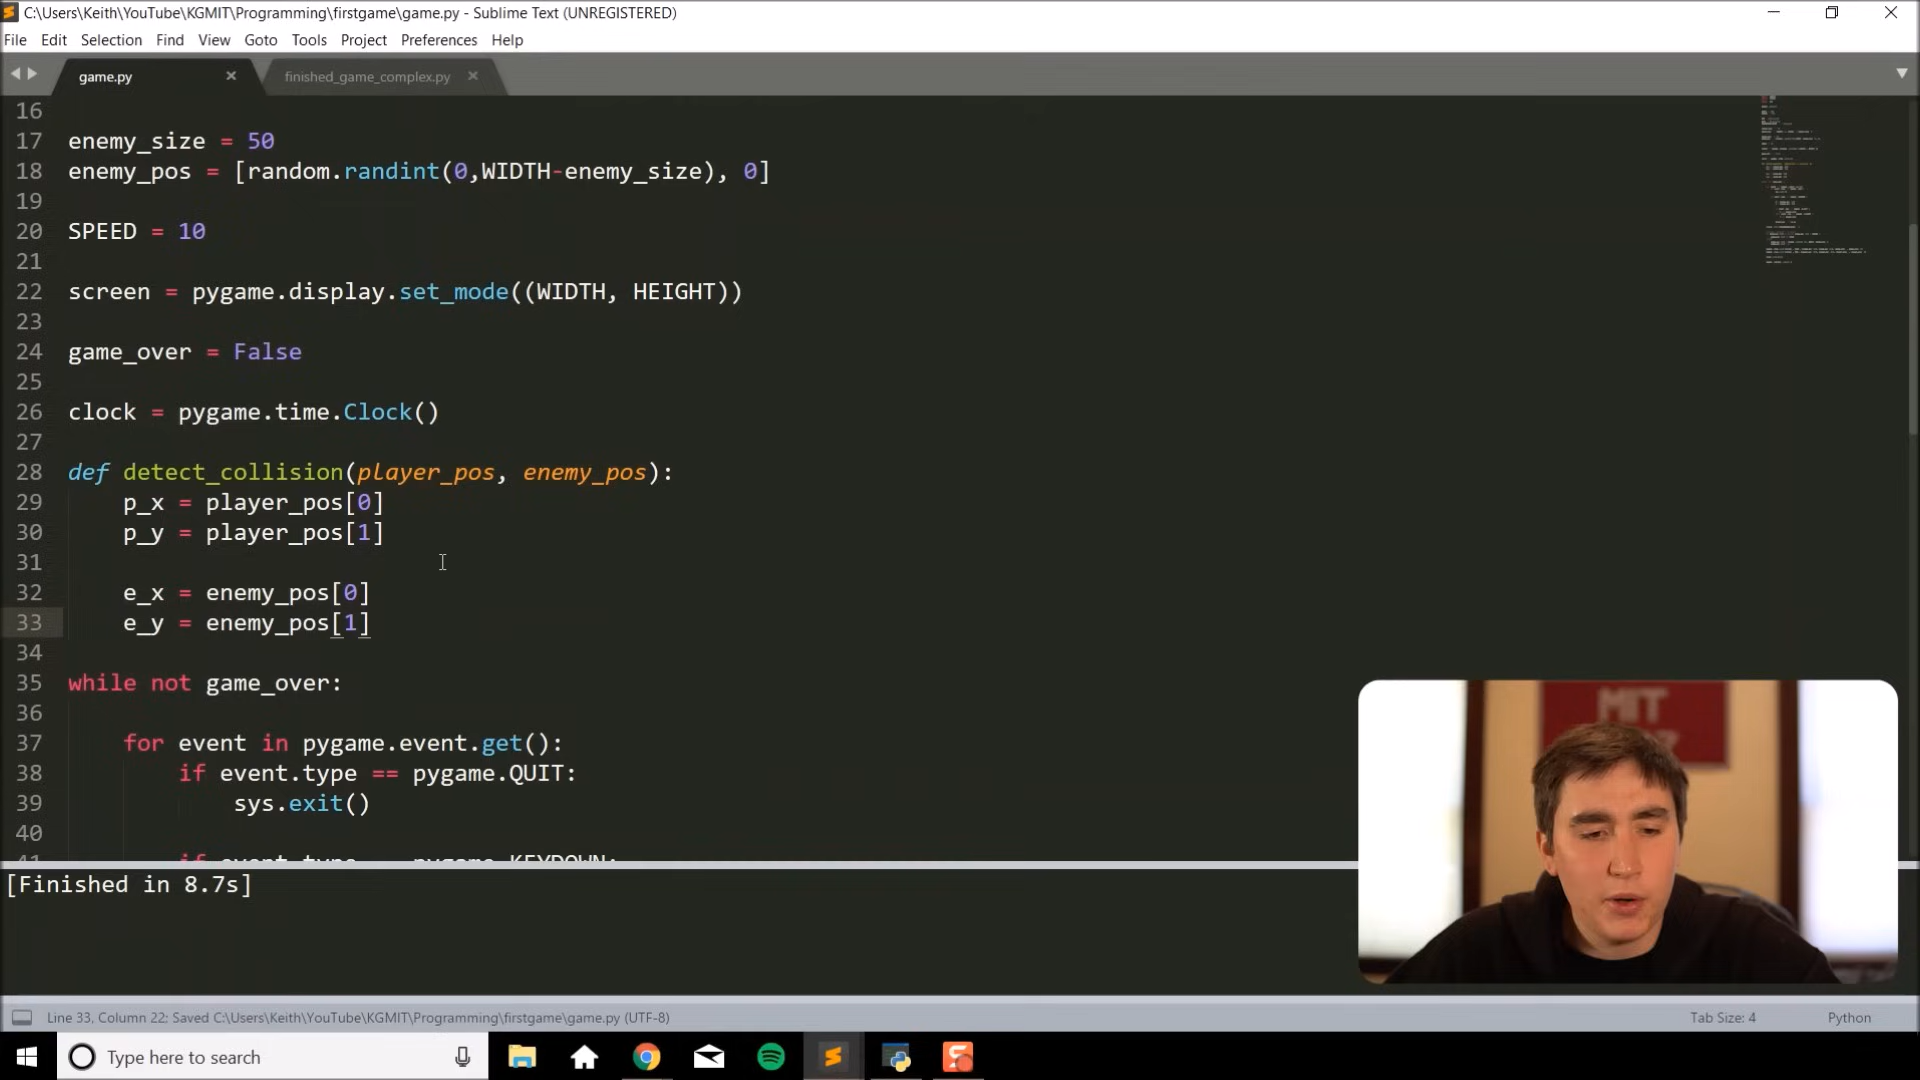 C:\Users\Keith\YouTube\KGMIT\Programming\firstgame\game.py - Sublime Text (UNREGISTERED)
File Edit Selection Find View Goto Tools Project Preferences Help
game.py finished_game_complex.py
16
17 enemy_size = 50
18 enemy_pos = [random.randint(0,WIDTH-enemy_size), 0]
19
20 SPEED = 10
21
22 screen = pygame.display.set_mode((WIDTH, HEIGHT))
23
24 game_over = False
25
26 clock = pygame.time.Clock()
27
28 def detect_collision(player_pos, enemy_pos):
29 p_x = player_pos[0]
30 p_y = player_pos[1]
31
32 e_x = enemy_pos[0]
33 e_y = enemy_pos[1]
34
35 while not game_over:
36
37 for event in pygame.event.get():
38 if event.type == pygame.QUIT:
39 sys.exit()
40
41 if event.type pygame.KEYDOWN:
[Finished in 8.7s]
MIT
Line 33, Column 22: Saved C:\Users\Keith\YouTube\KGMIT\Programming\firstgame\game.py (UTF-8) Tab Size: 4 Python
Type here to search